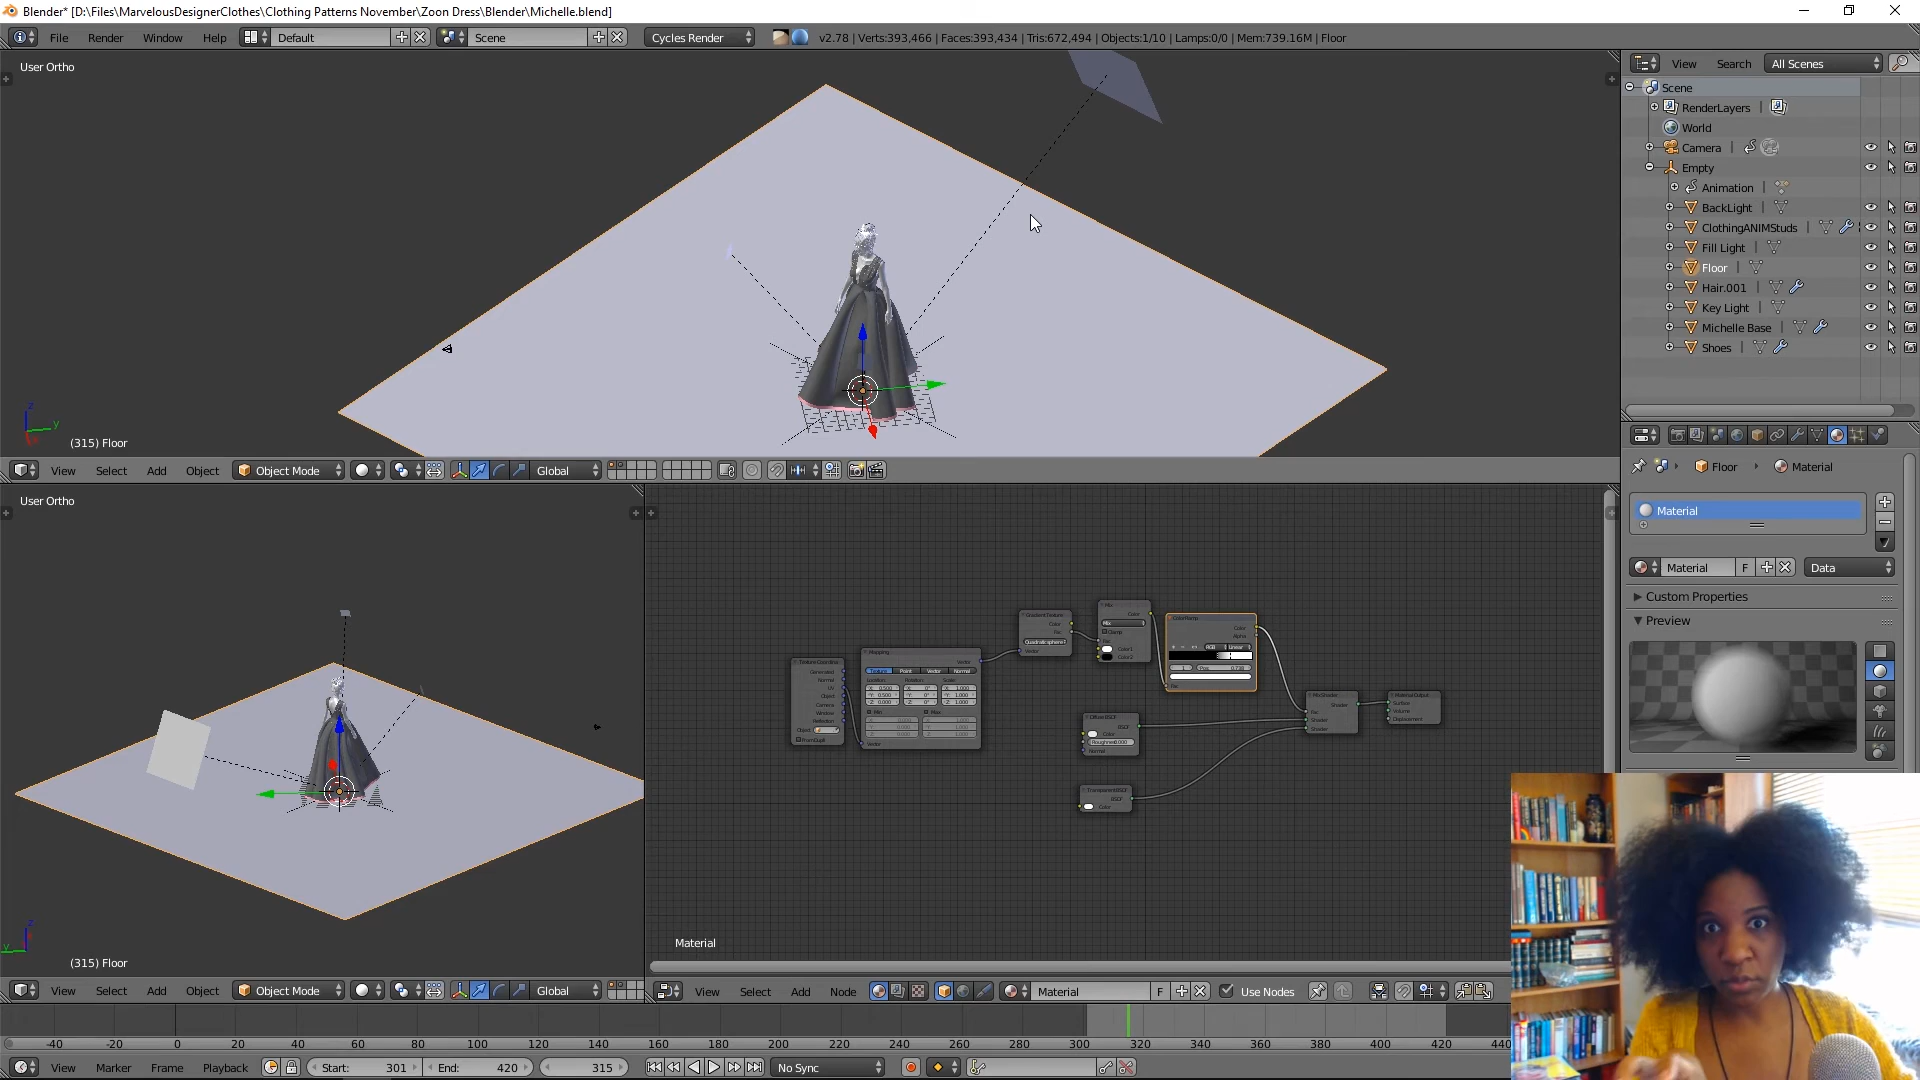 Blender* [D:\Files\MarvelousDesignerClothes\Clothing Patterns November\Zoon Dress\Blender\Michelle.blend]
File Render Window Help Default Scene Cycles Render v2.78 | Verts:393,466 | Faces:393,434 | Tris:672,494 | Objects:1/10 | Lamps:0/0 | Mem:739.16M | Floor
User Ortho
(315) Floor
View Select Add Object Object Mode Global
User Ortho
(315) Floor
View Select Add Object Object Mode Global
Material
View Select Add Node Material F Use Nodes
View Search All Scenes
Scene
RenderLayers
World
Camera
Empty
Animation
BackLight
ClothingANIMStuds
Fill Light
Floor
Hair.001
Key Light
Michelle Base
Shoes
Floor Material
Material
Material F Data
Custom Properties
Preview
-40 -20 0 20 40 60 80 100 120 140 160 180 200 220 240 260 280 300 320 340 360 380 400 420 440
View Marker Frame Playback Start: 301 End: 420 315 No Sync